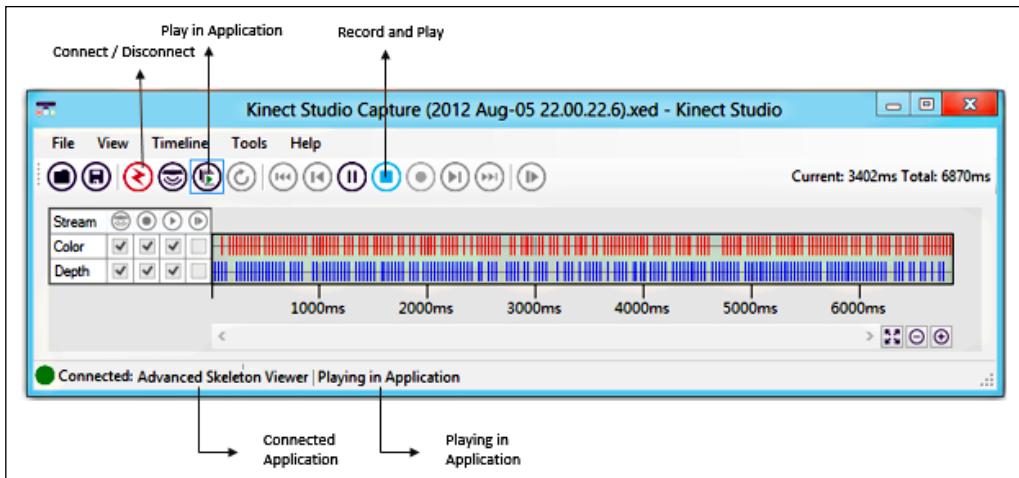 Play in Application
Record and Play
Connect / Disconnect
Kinect Studio Capture (2012 Aug-05 22.00.22.6).xed - Kinect Studio
File View Timeline Tools Help
Current: 3402ms Total: 6870ms
Stream
Color
Depth
1000ms 2000ms 3000ms 4000ms 5000ms 6000ms
Connected: Advanced Skeleton Viewer | Playing in Application
Connected
Application
Playing in
Application